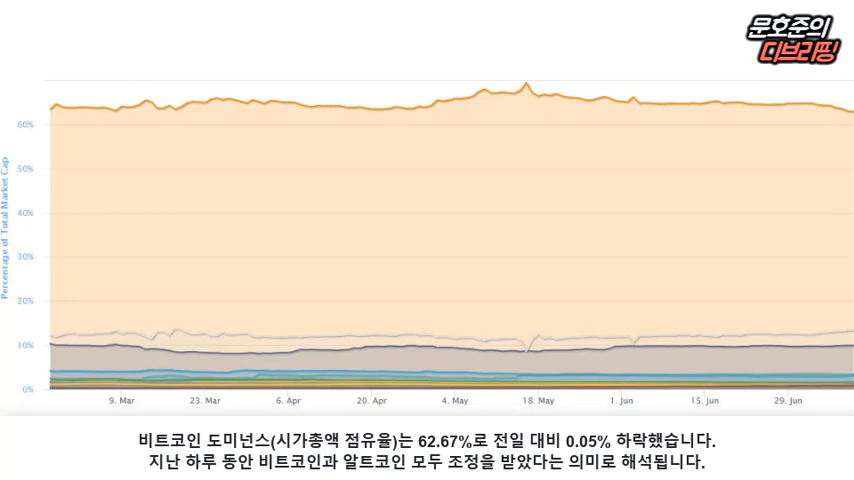 문호준의
디브리핑
Percentage of Total Market Cap
60%
50%
40%
30%
20%
10%
0%
9. Mar
23. Mar
6. Apr
20. Apr
4. May
18. May
1. Jun
15. Jun
29. Jun
비트코인 도미넌스(시가총액 점유율)는 62.67%로 전일 대비 0.05% 하락했습니다.
지난 하루 동안 비트코인과 알트코인 모두 조정을 받았다는 의미로 해석됩니다.